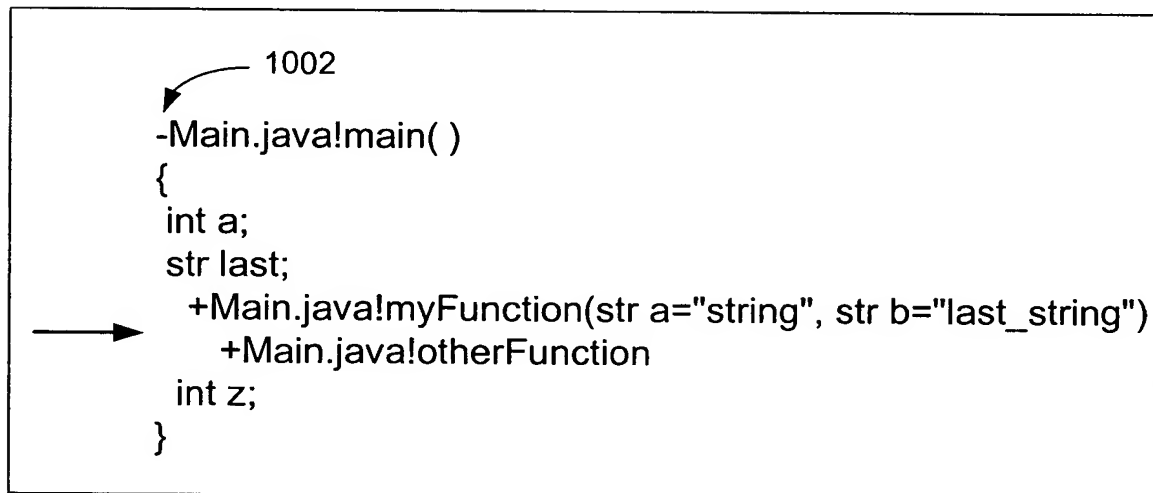 1002
-Main.java!main( )
{
int a;
str last;
+Main.java!myFunction(str a="string", str b="last_string")
+Main.java!otherFunction
int z;
}